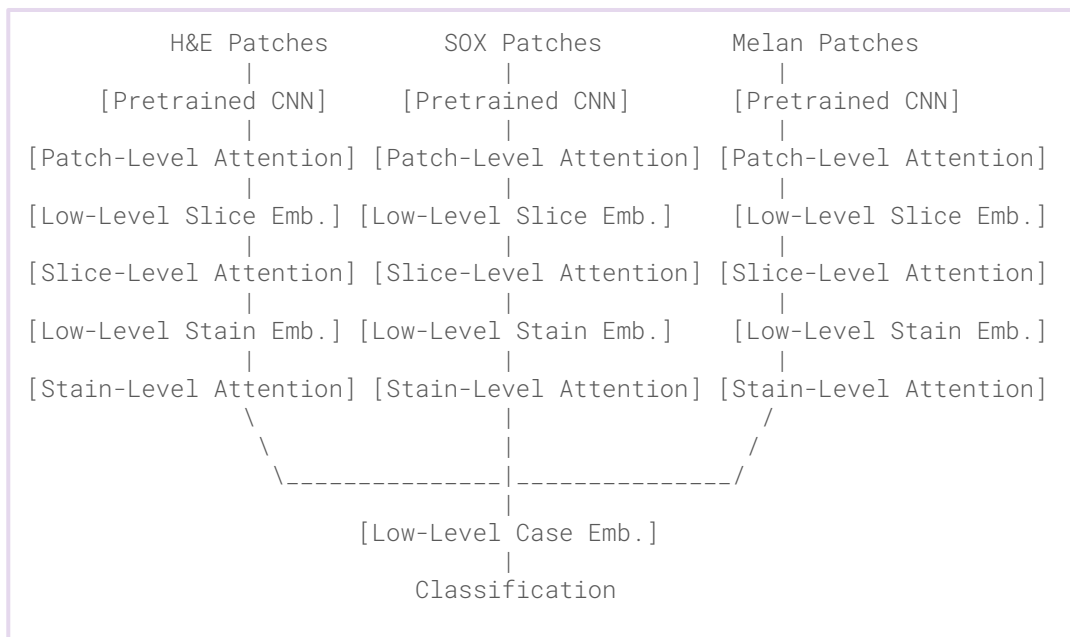 H&E Patches SOX Patches Melan Patches
| | |
[Pretrained CNN] [Pretrained CNN] [Pretrained CNN]
| | |
[Patch-Level Attention] [Patch-Level Attention] [Patch-Level Attention]
| | |
[Low-Level Slice Emb.] [Low-Level Slice Emb.] [Low-Level Slice Emb.]
| | |
[Slice-Level Attention] [Slice-Level Attention] [Slice-Level Attention]
| | |
[Low-Level Stain Emb.] [Low-Level Stain Emb.] [Low-Level Stain Emb.]
| | |
[Stain-Level Attention] [Stain-Level Attention] [Stain-Level Attention]
\ | /
\ | /
\_______________|_______________/
|
[Low-Level Case Emb.]
|
Classification